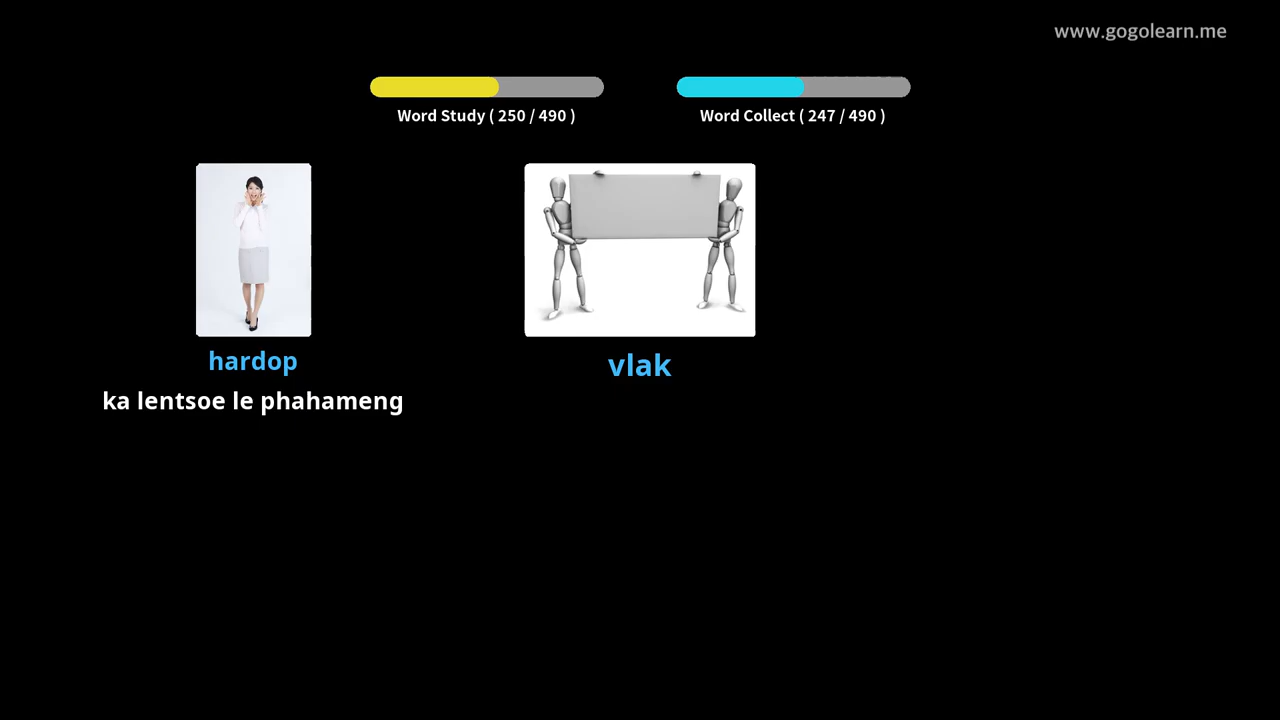 www.gogolearn.me
Word Study ( 250 / 490 )
Word Collect ( 247 / 490 )
hardop
ka lentsoe le phahameng
vlak